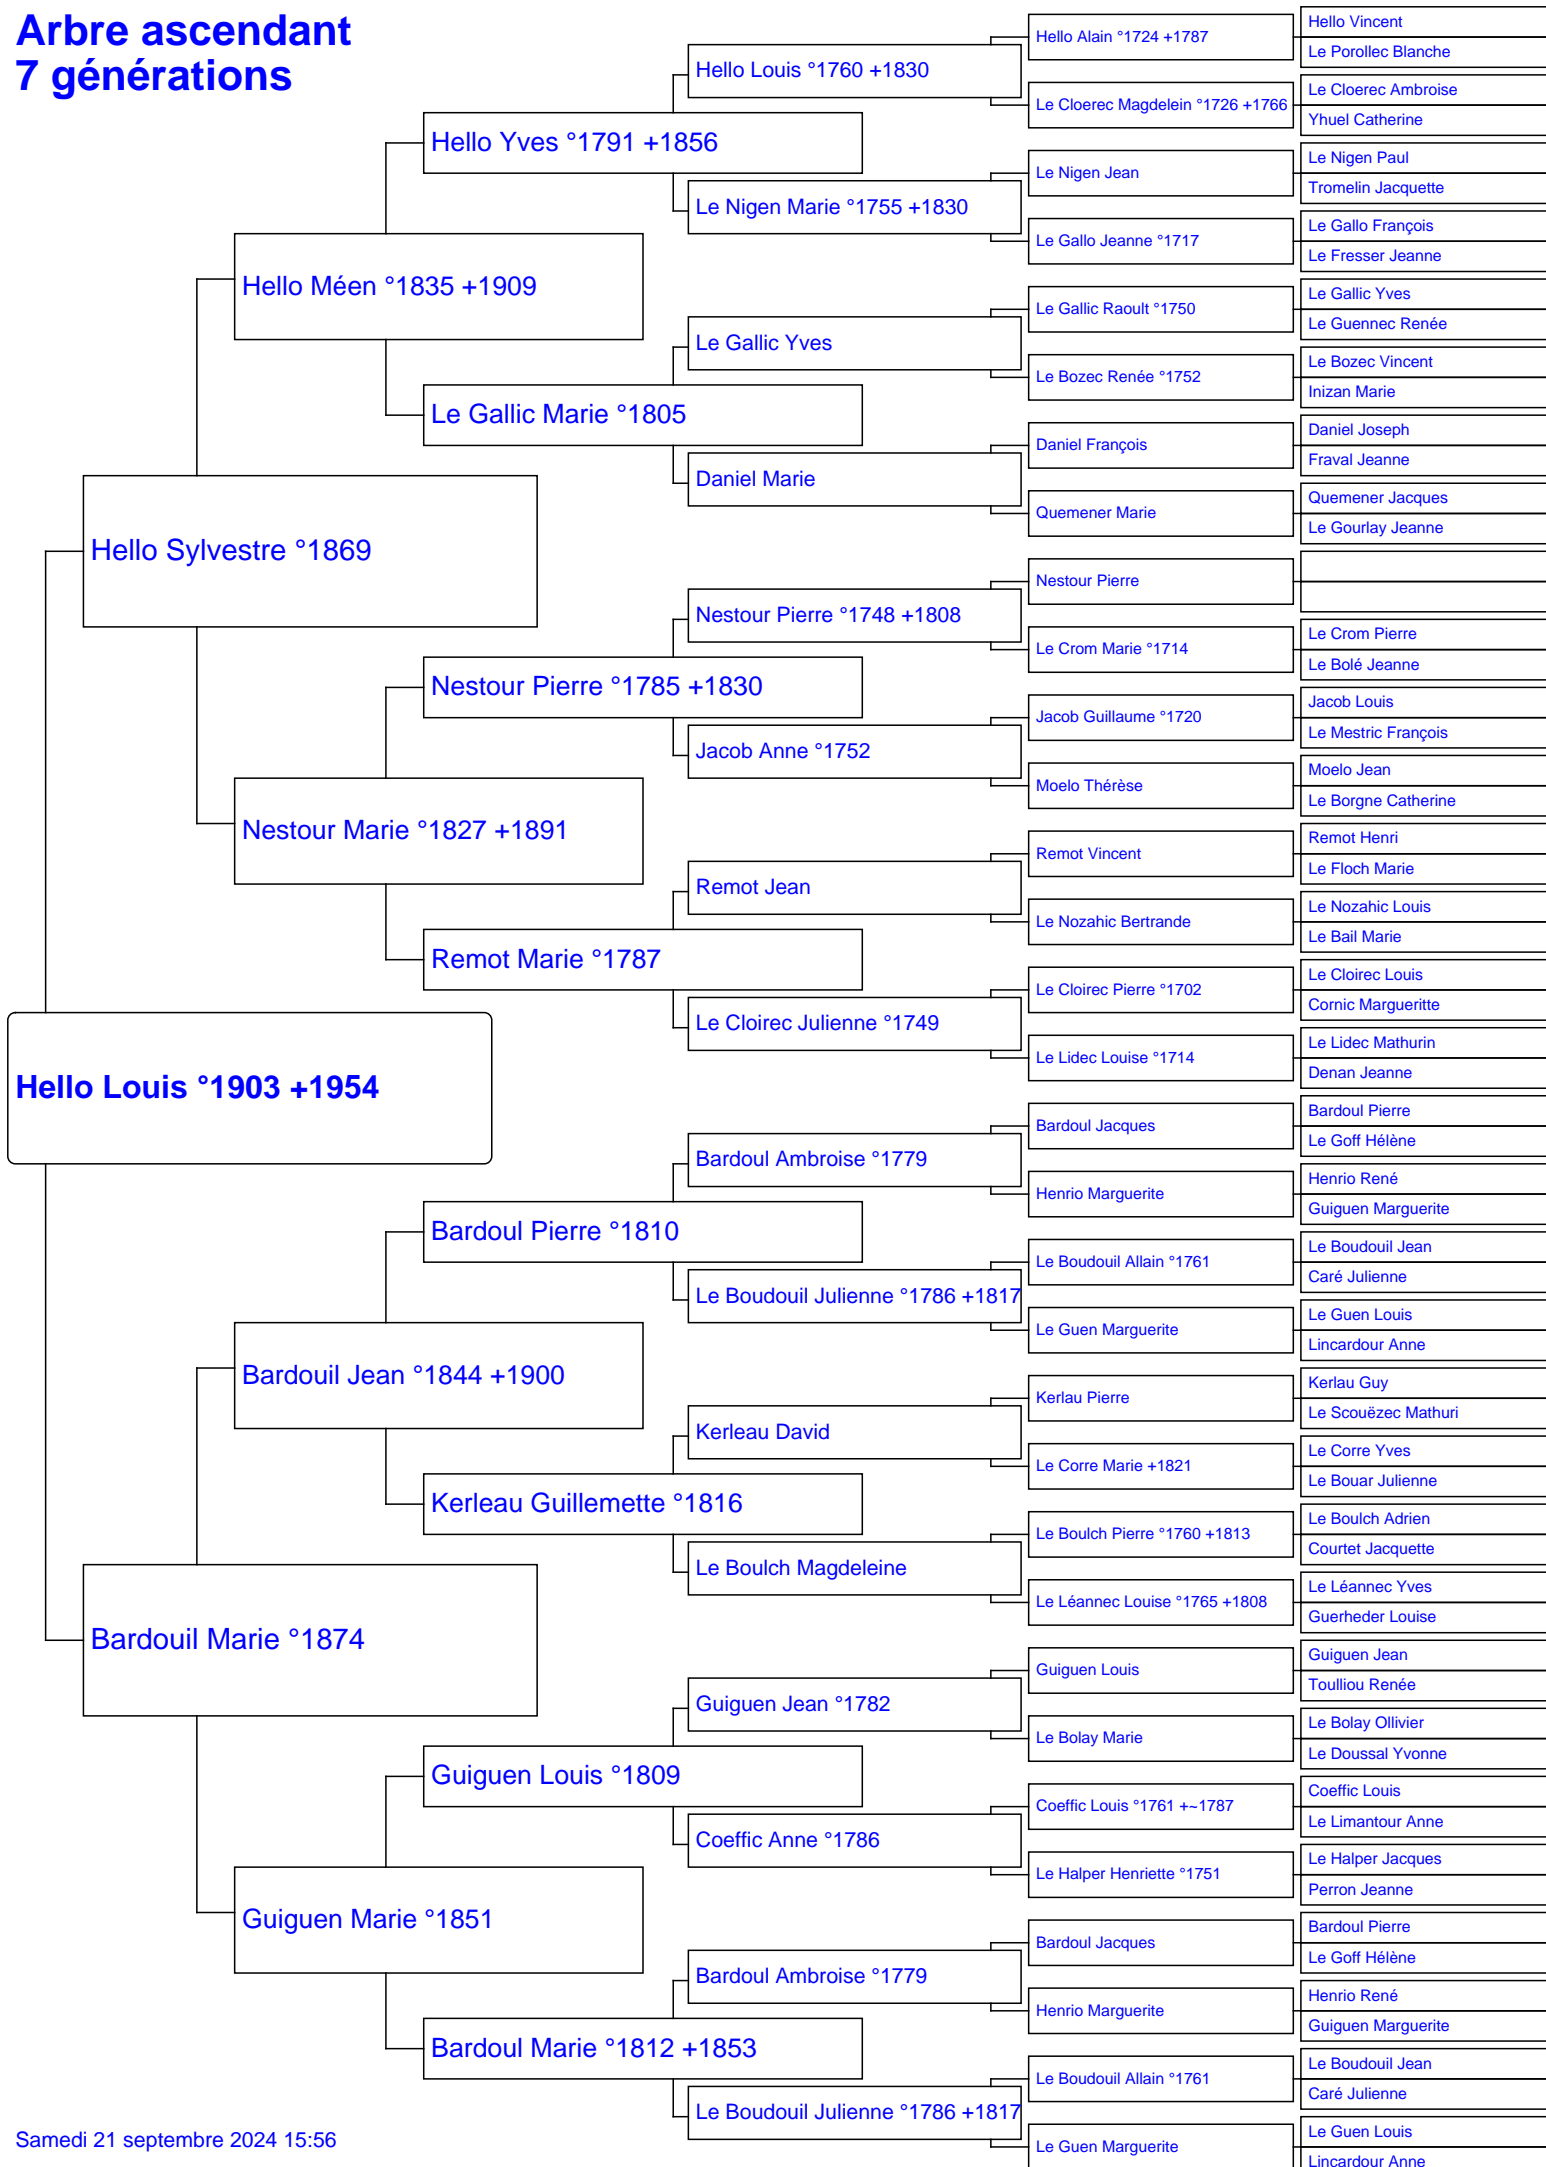 Arbre ascendant
7 générations
Hello Louis °1903 +1954
Hello Sylvestre °1869
Bardouil Marie °1874
Hello Méen °1835 +1909
Nestour Marie °1827 +1891
Bardouil Jean °1844 +1900
Guiguen Marie °1851
Hello Yves °1791 +1856
Le Gallic Marie °1805
Nestour Pierre °1785 +1830
Remot Marie °1787
Bardoul Pierre °1810
Kerleau Guillemette °1816
Guiguen Louis °1809
Bardoul Marie °1812 +1853
Hello Louis °1760 +1830
Le Nigen Marie °1755 +1830
Le Gallic Yves
Daniel Marie
Nestour Pierre °1748 +1808
Jacob Anne °1752
Remot Jean
Le Cloirec Julienne °1749
Bardoul Ambroise °1779
Le Boudouil Julienne °1786 +1817
Kerleau David
Le Boulch Magdeleine
Guiguen Jean °1782
Coeffic Anne °1786
Bardoul Ambroise °1779
Le Boudouil Julienne °1786 +1817
Hello Alain °1724 +1787
Le Cloerec Magdelein °1726 +1766
Le Nigen Jean
Le Gallo Jeanne °1717
Le Gallic Raoult °1750
Le Bozec Renée °1752
Daniel François
Quemener Marie
Nestour Pierre
Le Crom Marie °1714
Jacob Guillaume °1720
Moelo Thérèse
Remot Vincent
Le Nozahic Bertrande
Le Cloirec Pierre °1702
Le Lidec Louise °1714
Bardoul Jacques
Henrio Marguerite
Le Boudouil Allain °1761
Le Guen Marguerite
Kerlau Pierre
Le Corre Marie +1821
Le Boulch Pierre °1760 +1813
Le Léannec Louise °1765 +1808
Guiguen Louis
Le Bolay Marie
Coeffic Louis °1761 +~1787
Le Halper Henriette °1751
Bardoul Jacques
Henrio Marguerite
Le Boudouil Allain °1761
Le Guen Marguerite
Hello Vincent
Le Porollec Blanche
Le Cloerec Ambroise
Yhuel Catherine
Le Nigen Paul
Tromelin Jacquette
Le Gallo François
Le Fresser Jeanne
Le Gallic Yves
Le Guennec Renée
Le Bozec Vincent
Inizan Marie
Daniel Joseph
Fraval Jeanne
Quemener Jacques
Le Gourlay Jeanne
Le Crom Pierre
Le Bolé Jeanne
Jacob Louis
Le Mestric François
Moelo Jean
Le Borgne Catherine
Remot Henri
Le Floch Marie
Le Nozahic Louis
Le Bail Marie
Le Cloirec Louis
Cornic Margueritte
Le Lidec Mathurin
Denan Jeanne
Bardoul Pierre
Le Goff Hélène
Henrio René
Guiguen Marguerite
Le Boudouil Jean
Caré Julienne
Le Guen Louis
Lincardour Anne
Kerlau Guy
Le Scouëzec Mathuri
Le Corre Yves
Le Bouar Julienne
Le Boulch Adrien
Courtet Jacquette
Le Léannec Yves
Guerheder Louise
Guiguen Jean
Toulliou Renée
Le Bolay Ollivier
Le Doussal Yvonne
Coeffic Louis
Le Limantour Anne
Le Halper Jacques
Perron Jeanne
Bardoul Pierre
Le Goff Hélène
Henrio René
Guiguen Marguerite
Le Boudouil Jean
Caré Julienne
Le Guen Louis
Lincardour Anne
Samedi 21 septembre 2024 15:56